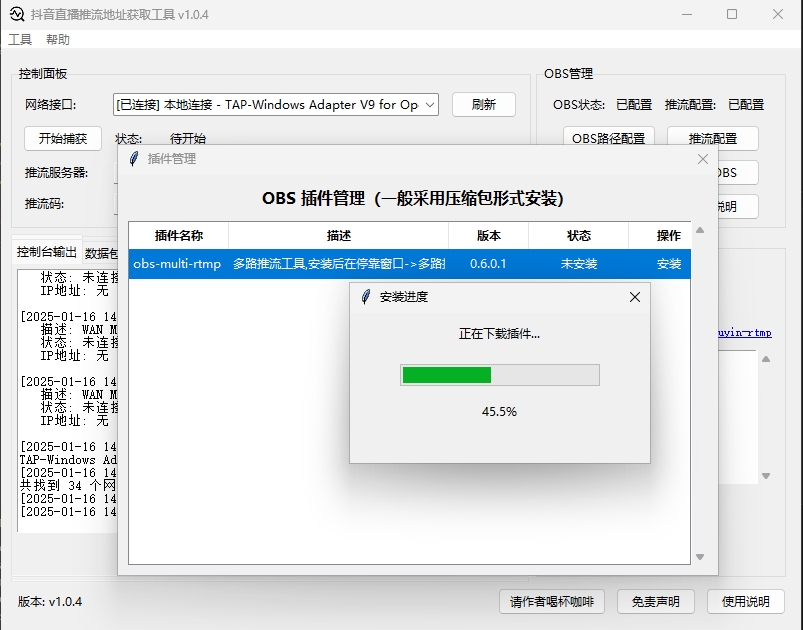 抖音直播推流地址获取工具 v1.0.4
工具 帮助
控制面板
网络接口: [已连接] 本地连接 - TAP-Windows Adapter V9 for Op 刷新
开始捕获 状态: 待开始
推流服务器:
推流码:
OBS管理
OBS状态: 已配置 推流配置: 已配置
OBS路径配置 推流配置
OBS
说明
控制台输出 数据包
状态: 未连接
IP地址: 无
[2025-01-16 14
描述: WAN M
状态: 未连接
IP地址: 无
[2025-01-16 14
描述: WAN M
状态: 未连接
IP地址: 无
[2025-01-16 14
TAP-Windows Ad
[2025-01-16 14
共找到 34 个网
[2025-01-16 14
[2025-01-16 14
uyin-rtmp
插件管理
OBS 插件管理（一般采用压缩包形式安装）
插件名称 描述 版本 状态 操作
obs-multi-rtmp 多路推流工具,安装后在停靠窗口->多路推 0.6.0.1 未安装 安装
安装进度
正在下载插件...
45.5%
版本: v1.0.4
请作者喝杯咖啡 免责声明 使用说明